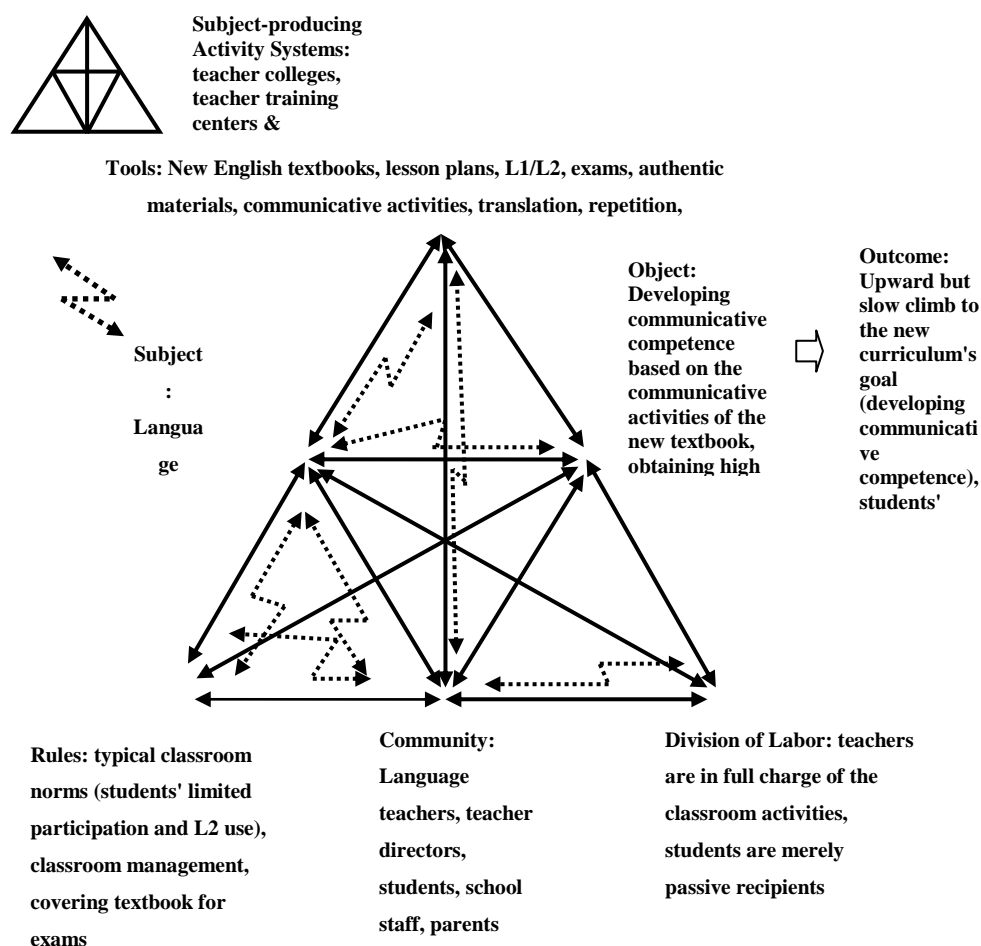 Subject-producing
Activity Systems:
teacher colleges,
teacher training
centers &
Tools: New English textbooks, lesson plans, L1/L2, exams, authentic
materials, communicative activities, translation, repetition,
Subject
:
Langua
ge
Object:
Developing
communicative
competence
based on the
communicative
activities of the
new textbook,
obtaining high
Outcome:
Upward but
slow climb to
the new
curriculum's
goal
(developing
communicati
ve
competence),
students'
Rules: typical classroom
norms (students' limited
participation and L2 use),
classroom management,
covering textbook for
exams
Community:
Language
teachers, teacher
directors,
students, school
staff, parents
Division of Labor: teachers
are in full charge of the
classroom activities,
students are merely
passive recipients